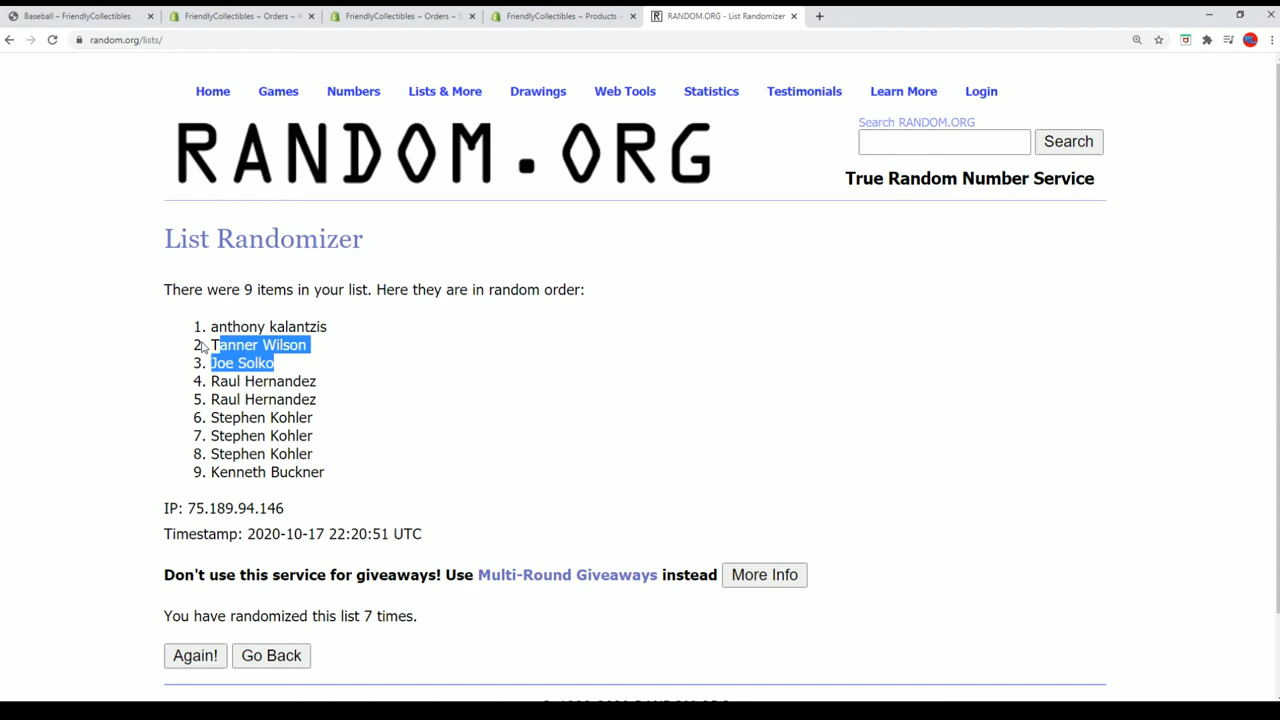 Baseball – FriendlyCollectibles
FriendlyCollectibles ~ Orders ~
FriendlyCollectibles ~ Orders ~ S
FriendlyCollectibles ~ Products ~
RANDOM.ORG - List Randomizer
random.org/lists/
Home Games Numbers Lists & More Drawings Web Tools Statistics Testimonials Learn More Login
RANDOM.ORG
Search RANDOM.ORG
Search
True Random Number Service
List Randomizer
There were 9 items in your list. Here they are in random order:
1. anthony kalantzis
2. Tanner Wilson
3. Joe Solko
4. Raul Hernandez
5. Raul Hernandez
6. Stephen Kohler
7. Stephen Kohler
8. Stephen Kohler
9. Kenneth Buckner
IP: 75.189.94.146
Timestamp: 2020-10-17 22:20:51 UTC
Don't use this service for giveaways! Use Multi-Round Giveaways instead More Info
You have randomized this list 7 times.
Again! Go Back